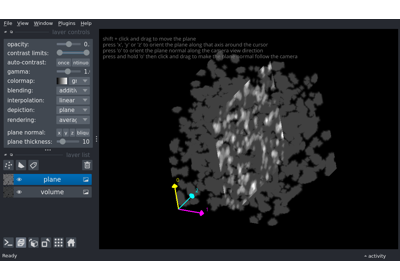 File View Window Plugins Help
layer controls
shift + click and drag to move the plane
press 'x', 'y' or 'z' to orient the plane along that axis around the cursor
press 'o' to orient the plane normal along the camera view direction
press and hold 'o' then click and drag to make the plane normal follow the camera
opacity: 0.
contrast limits:
auto-contrast: once
gamma: 1.
colormap: gr
blending: additiv
interpolation: linear
depiction: plane
rendering: averag
plane normal: x y z
plane thickness: 10
layer list
plane
volume
Ready
activity